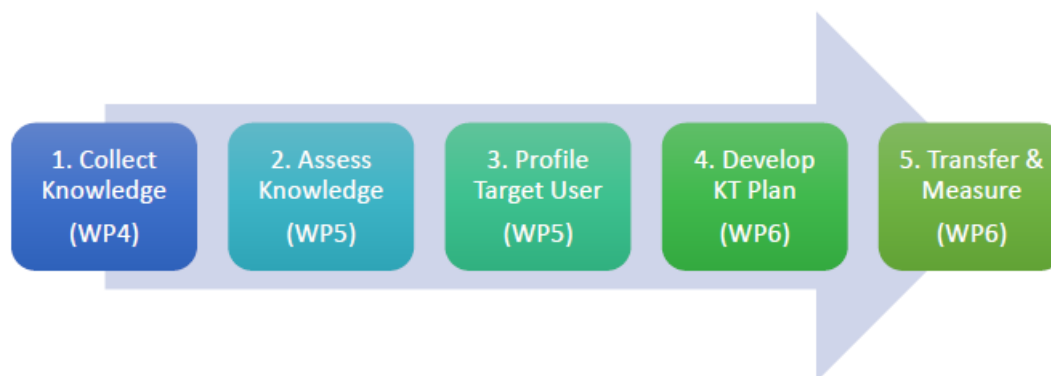 1. Collect
Knowledge
(WP4)
2. Assess
Knowledge
(WP5)
3. Profile
Target User
(WP5)
4. Develop
KT Plan
(WP6)
5. Transfer &
Measure
(WP6)